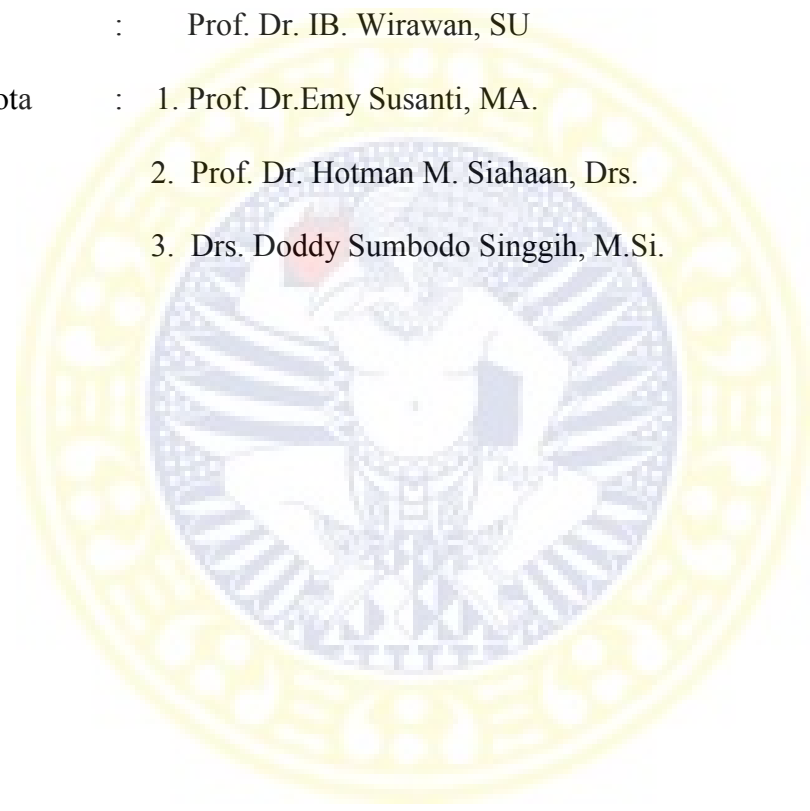 : Prof. Dr. IB. Wirawan, SU
ota : 1. Prof. Dr.Emy Susanti, MA.
2. Prof. Dr. Hotman M. Siahaan, Drs.
3. Drs. Doddy Sumbodo Singgih, M.Si.